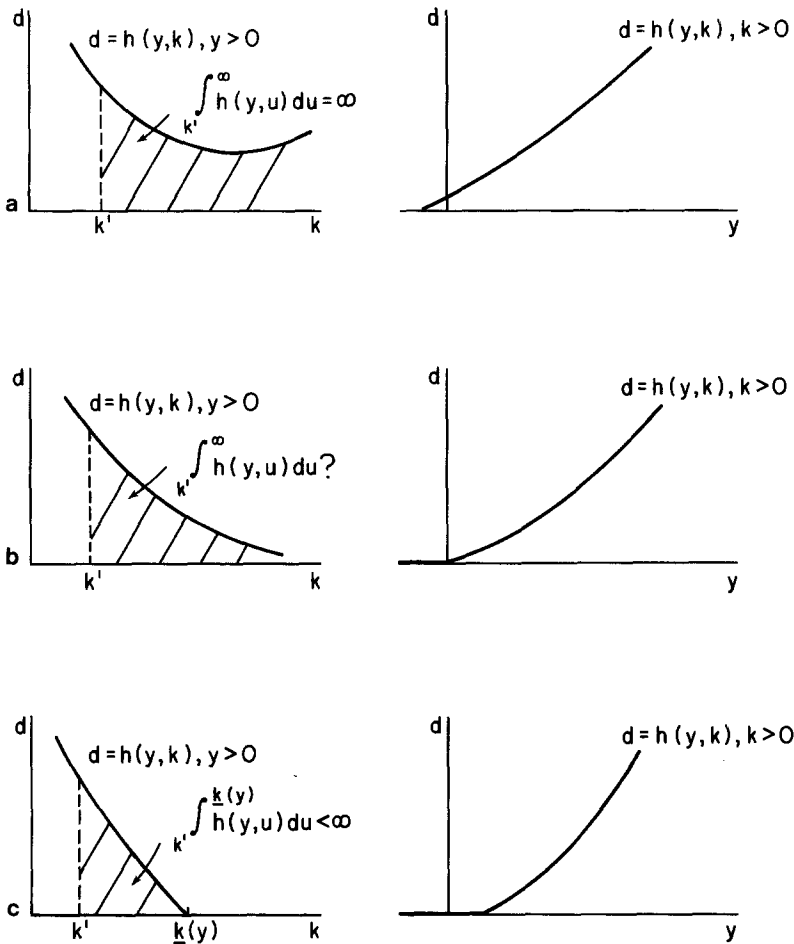 d
d = h (y,k), y > 0
∞
∫ h (y,u) du = ∞
k'
a
k'
k
d = h (y,k), k > 0
y
d
d=h(y,k), y > 0
∞
∫ h (y,u) du ?
k'
b
k'
k
d
d=h(y,k), k > 0
y
d
d = h (y,k), y > 0
k(y)
∫ h (y,u) du < ∞
k'
c
k'
k(y)
k
d
d = h (y,k), k > 0
y